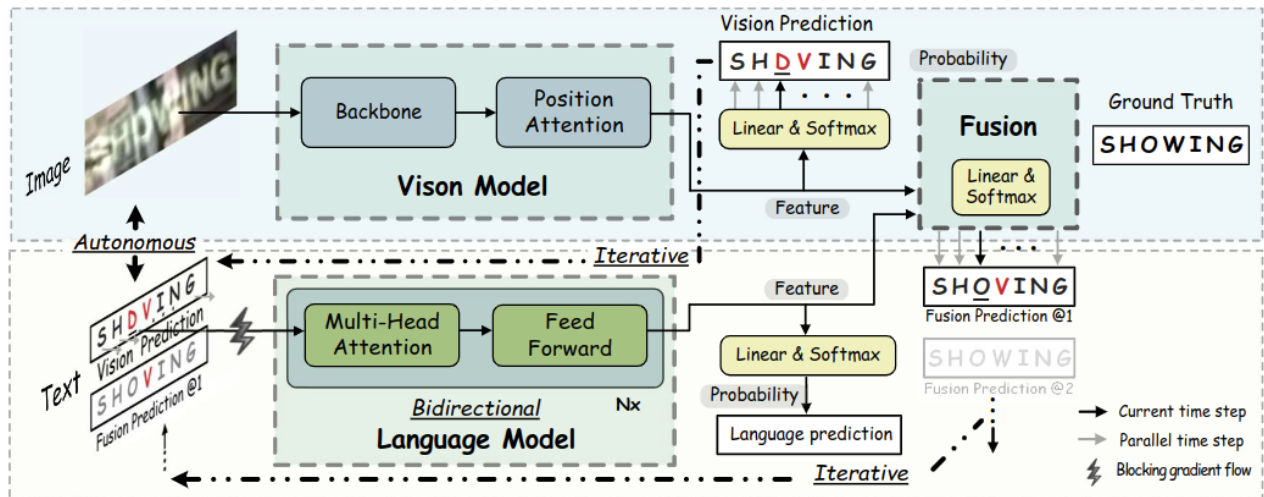 Vision Prediction
SHDVING
Probability
Ground Truth
SHOWING
Image
SHDVING
Backbone
Position Attention
Vison Model
Linear & Softmax
Feature
Fusion
Linear & Softmax
Autonomous
Iterative
SHOVING
Fusion Prediction @1
SHOWING
Fusion Prediction @2
Text
SHDVING
Vision Prediction
SHOVING
Fusion Prediction @1
Multi-Head Attention
Feed Forward
Nx
Bidirectional
Language Model
Feature
Linear & Softmax
Probability
Language prediction
Iterative
Current time step
Parallel time step
Blocking gradient flow